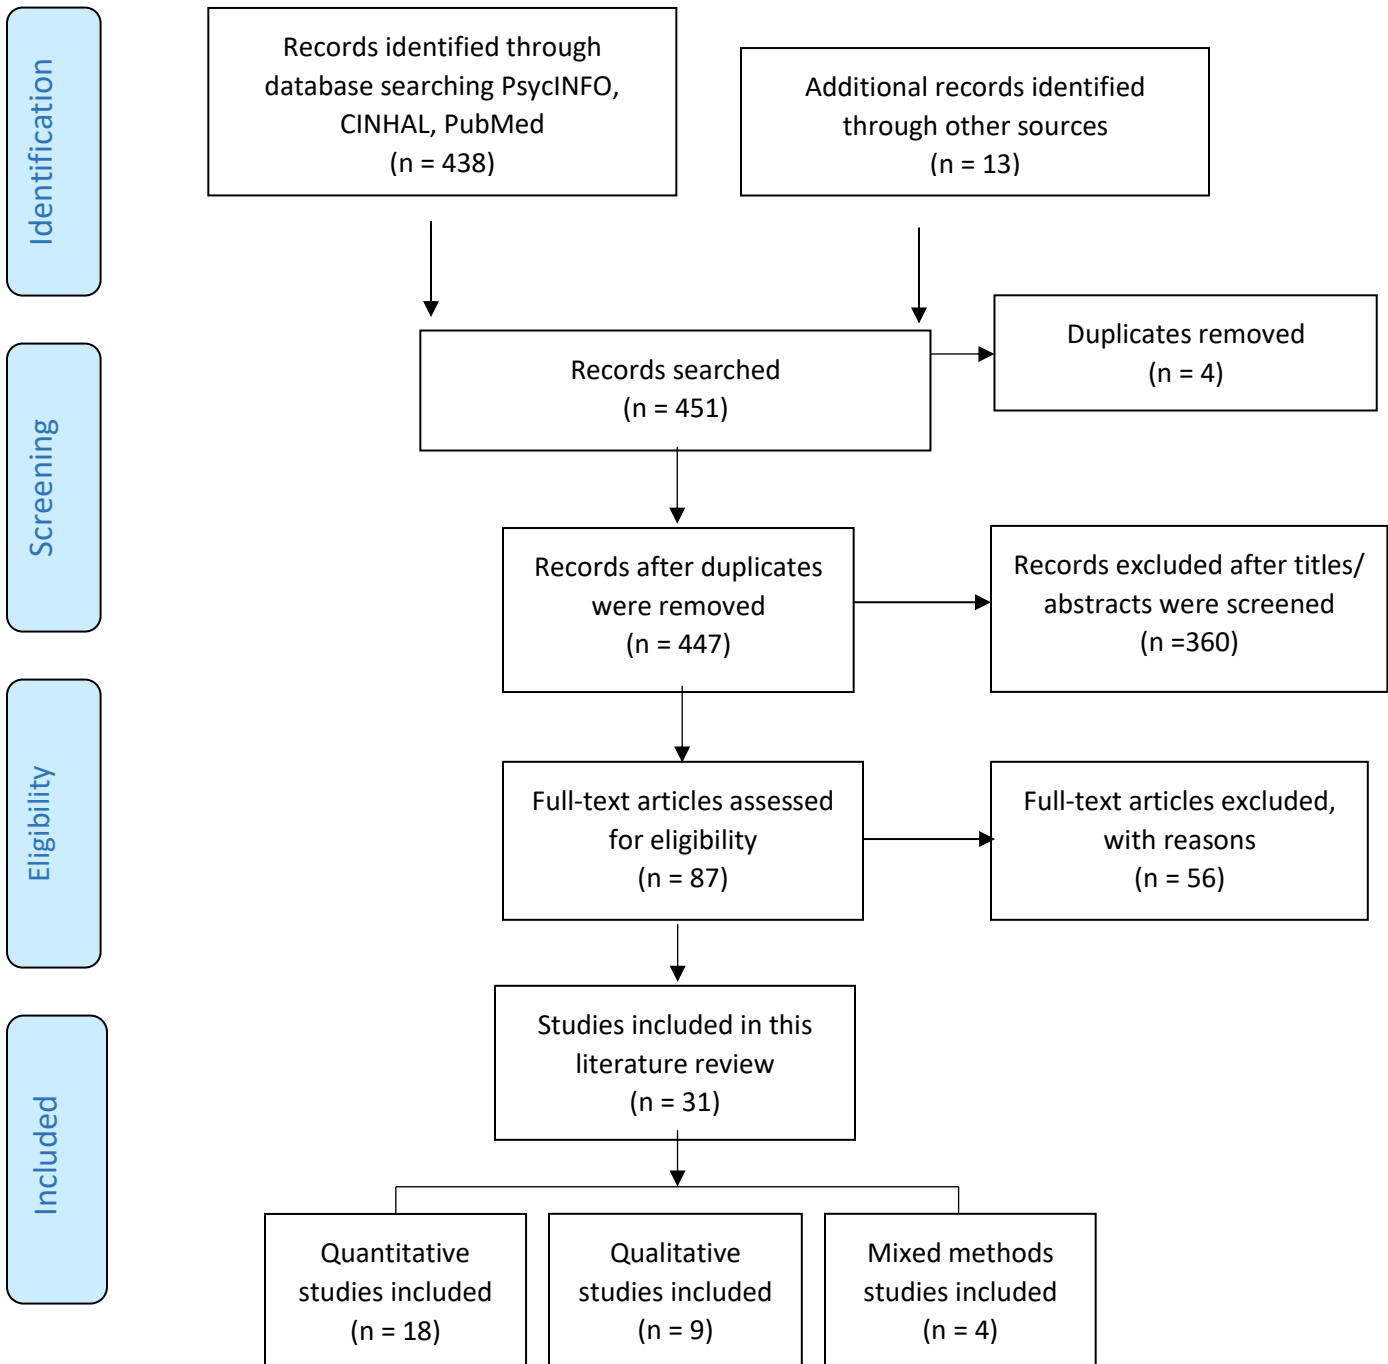 Identification
Records identified through
database searching PsycINFO,
CINHAL, PubMed
(n = 438)
Additional records identified
through other sources
(n = 13)
Screening
Records searched
(n = 451)
Duplicates removed
(n = 4)
Records after duplicates
were removed
(n = 447)
Records excluded after titles/
abstracts were screened
(n =360)
Eligibility
Full-text articles assessed
for eligibility
(n = 87)
Full-text articles excluded,
with reasons
(n = 56)
Included
Studies included in this
literature review
(n = 31)
Quantitative
studies included
(n = 18)
Qualitative
studies included
(n = 9)
Mixed methods
studies included
(n = 4)